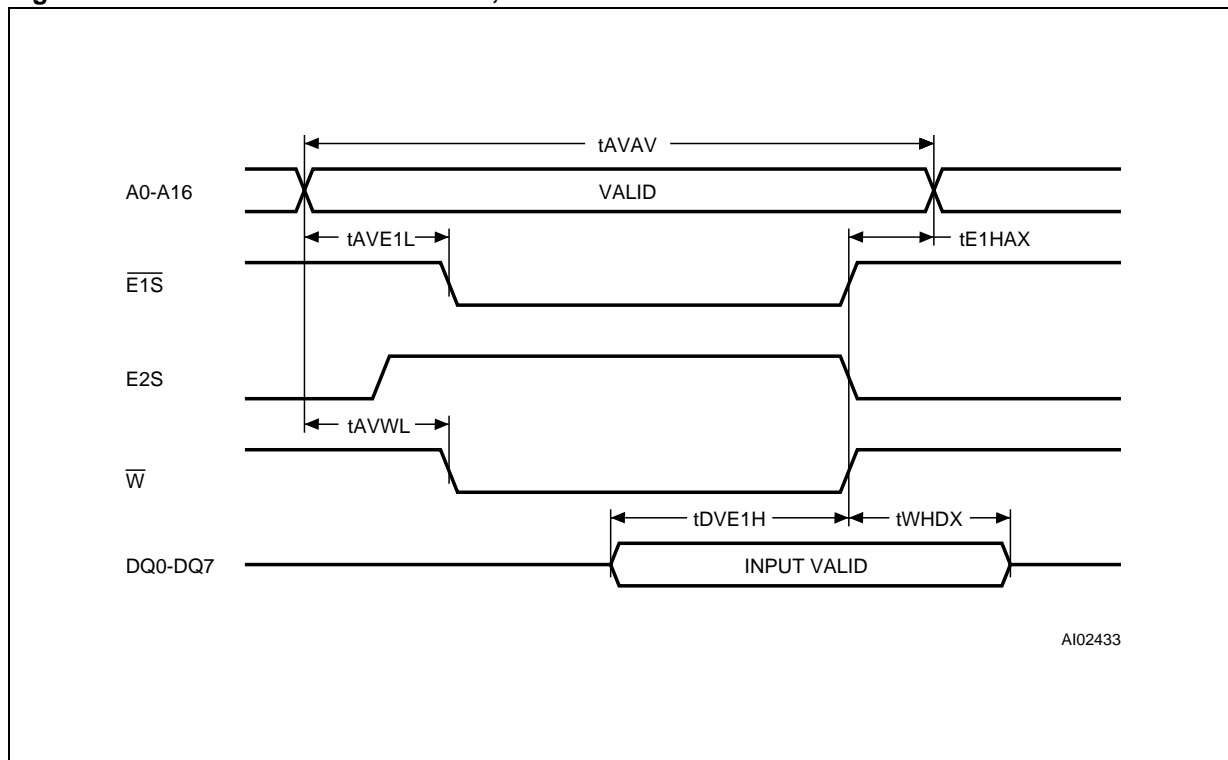 tAVAV
A0-A16 VALID
tAVE1L tE1HAX
E1S
E2S
tAVWL
W
tDVE1H tWHDX
DQ0-DQ7 INPUT VALID
AI02433